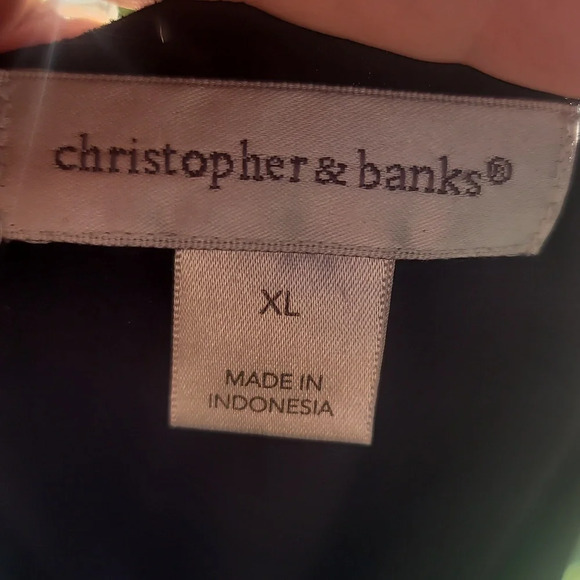 christopher & banks®
XL
MADE IN
INDONESIA